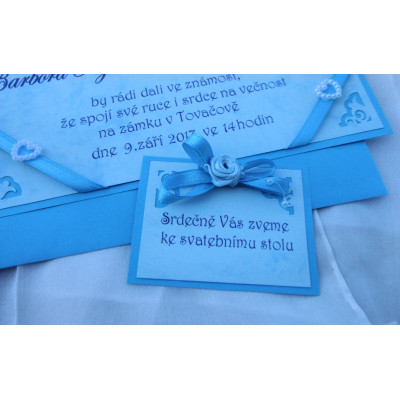 Barbora
by rádi dali ve známost,
že spojí své ruce i srdce na věčnost
na zámku v Tovačově
dne 9.září 2017 ve 14hodin
Srdečně Vás zveme
ke svatebnímu stolu